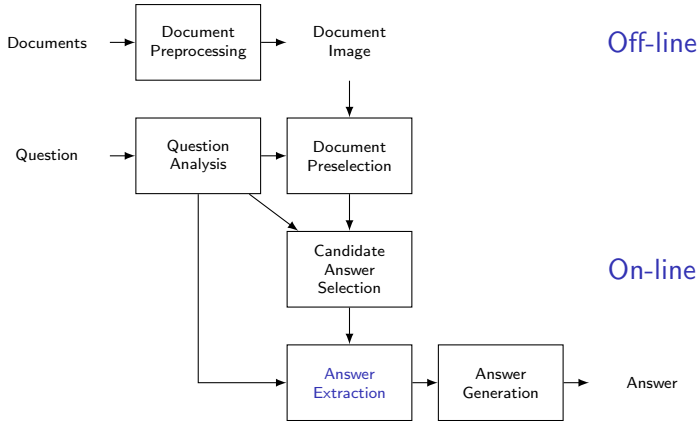 Documents
Document
Preprocessing
Document
Image
Off-line
Question
Question
Analysis
Document
Preselection
Candidate
Answer
Selection
On-line
Answer
Extraction
Answer
Generation
Answer